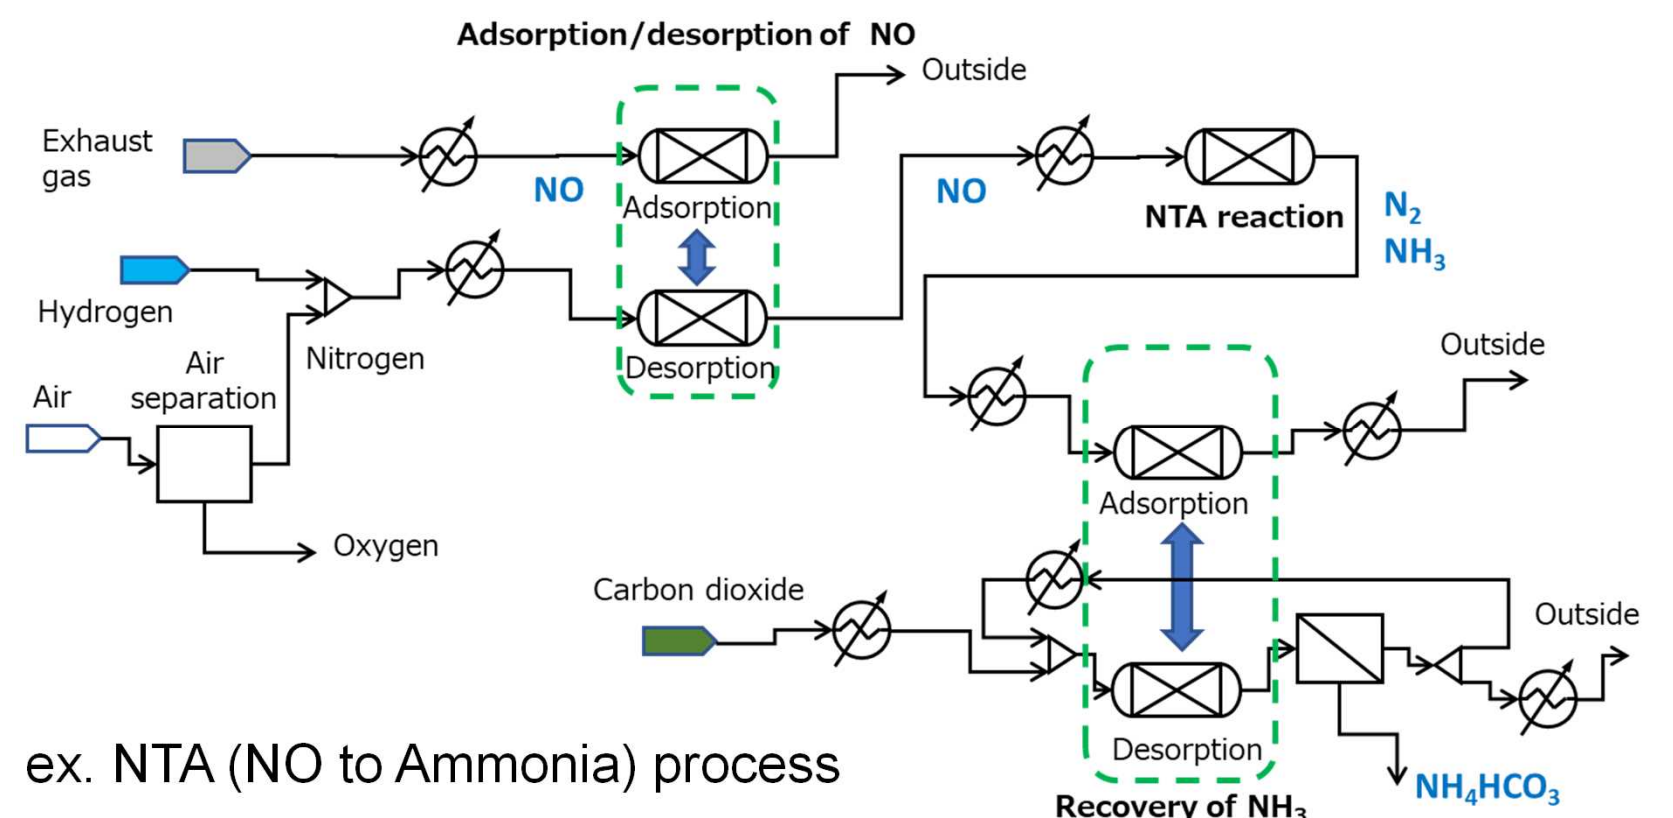 Adsorption/desorption of NO
Outside
Exhaust
gas
NO
Adsorption
NO
NTA reaction
N2
NH3
Hydrogen
Nitrogen
Desorption
Air
separation
Air
Oxygen
Outside
Adsorption
Carbon dioxide
Outside
Desorption
NH4HCO3
Recovery of NH3
ex. NTA (NO to Ammonia) process